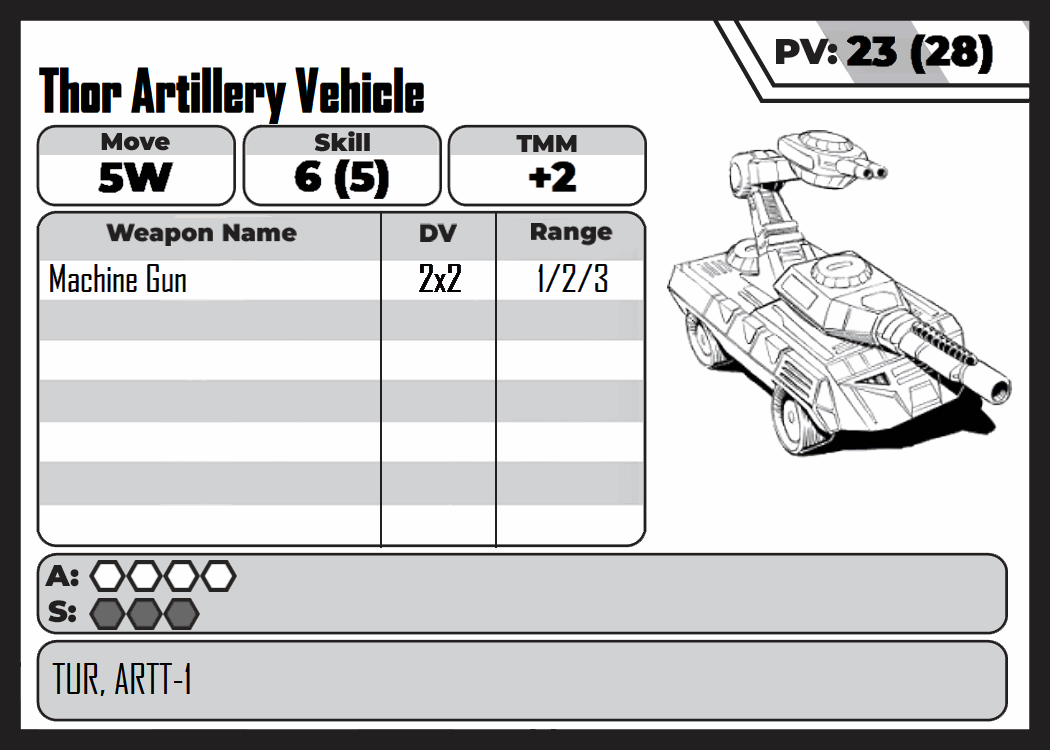 PV: 23 (28)
Thor Artillery Vehicle
Move Skill TMM
5W 6 (5) +2
Weapon Name DV Range
Machine Gun 2x2 1/2/3
A:
S:
TUR, ARTT-1